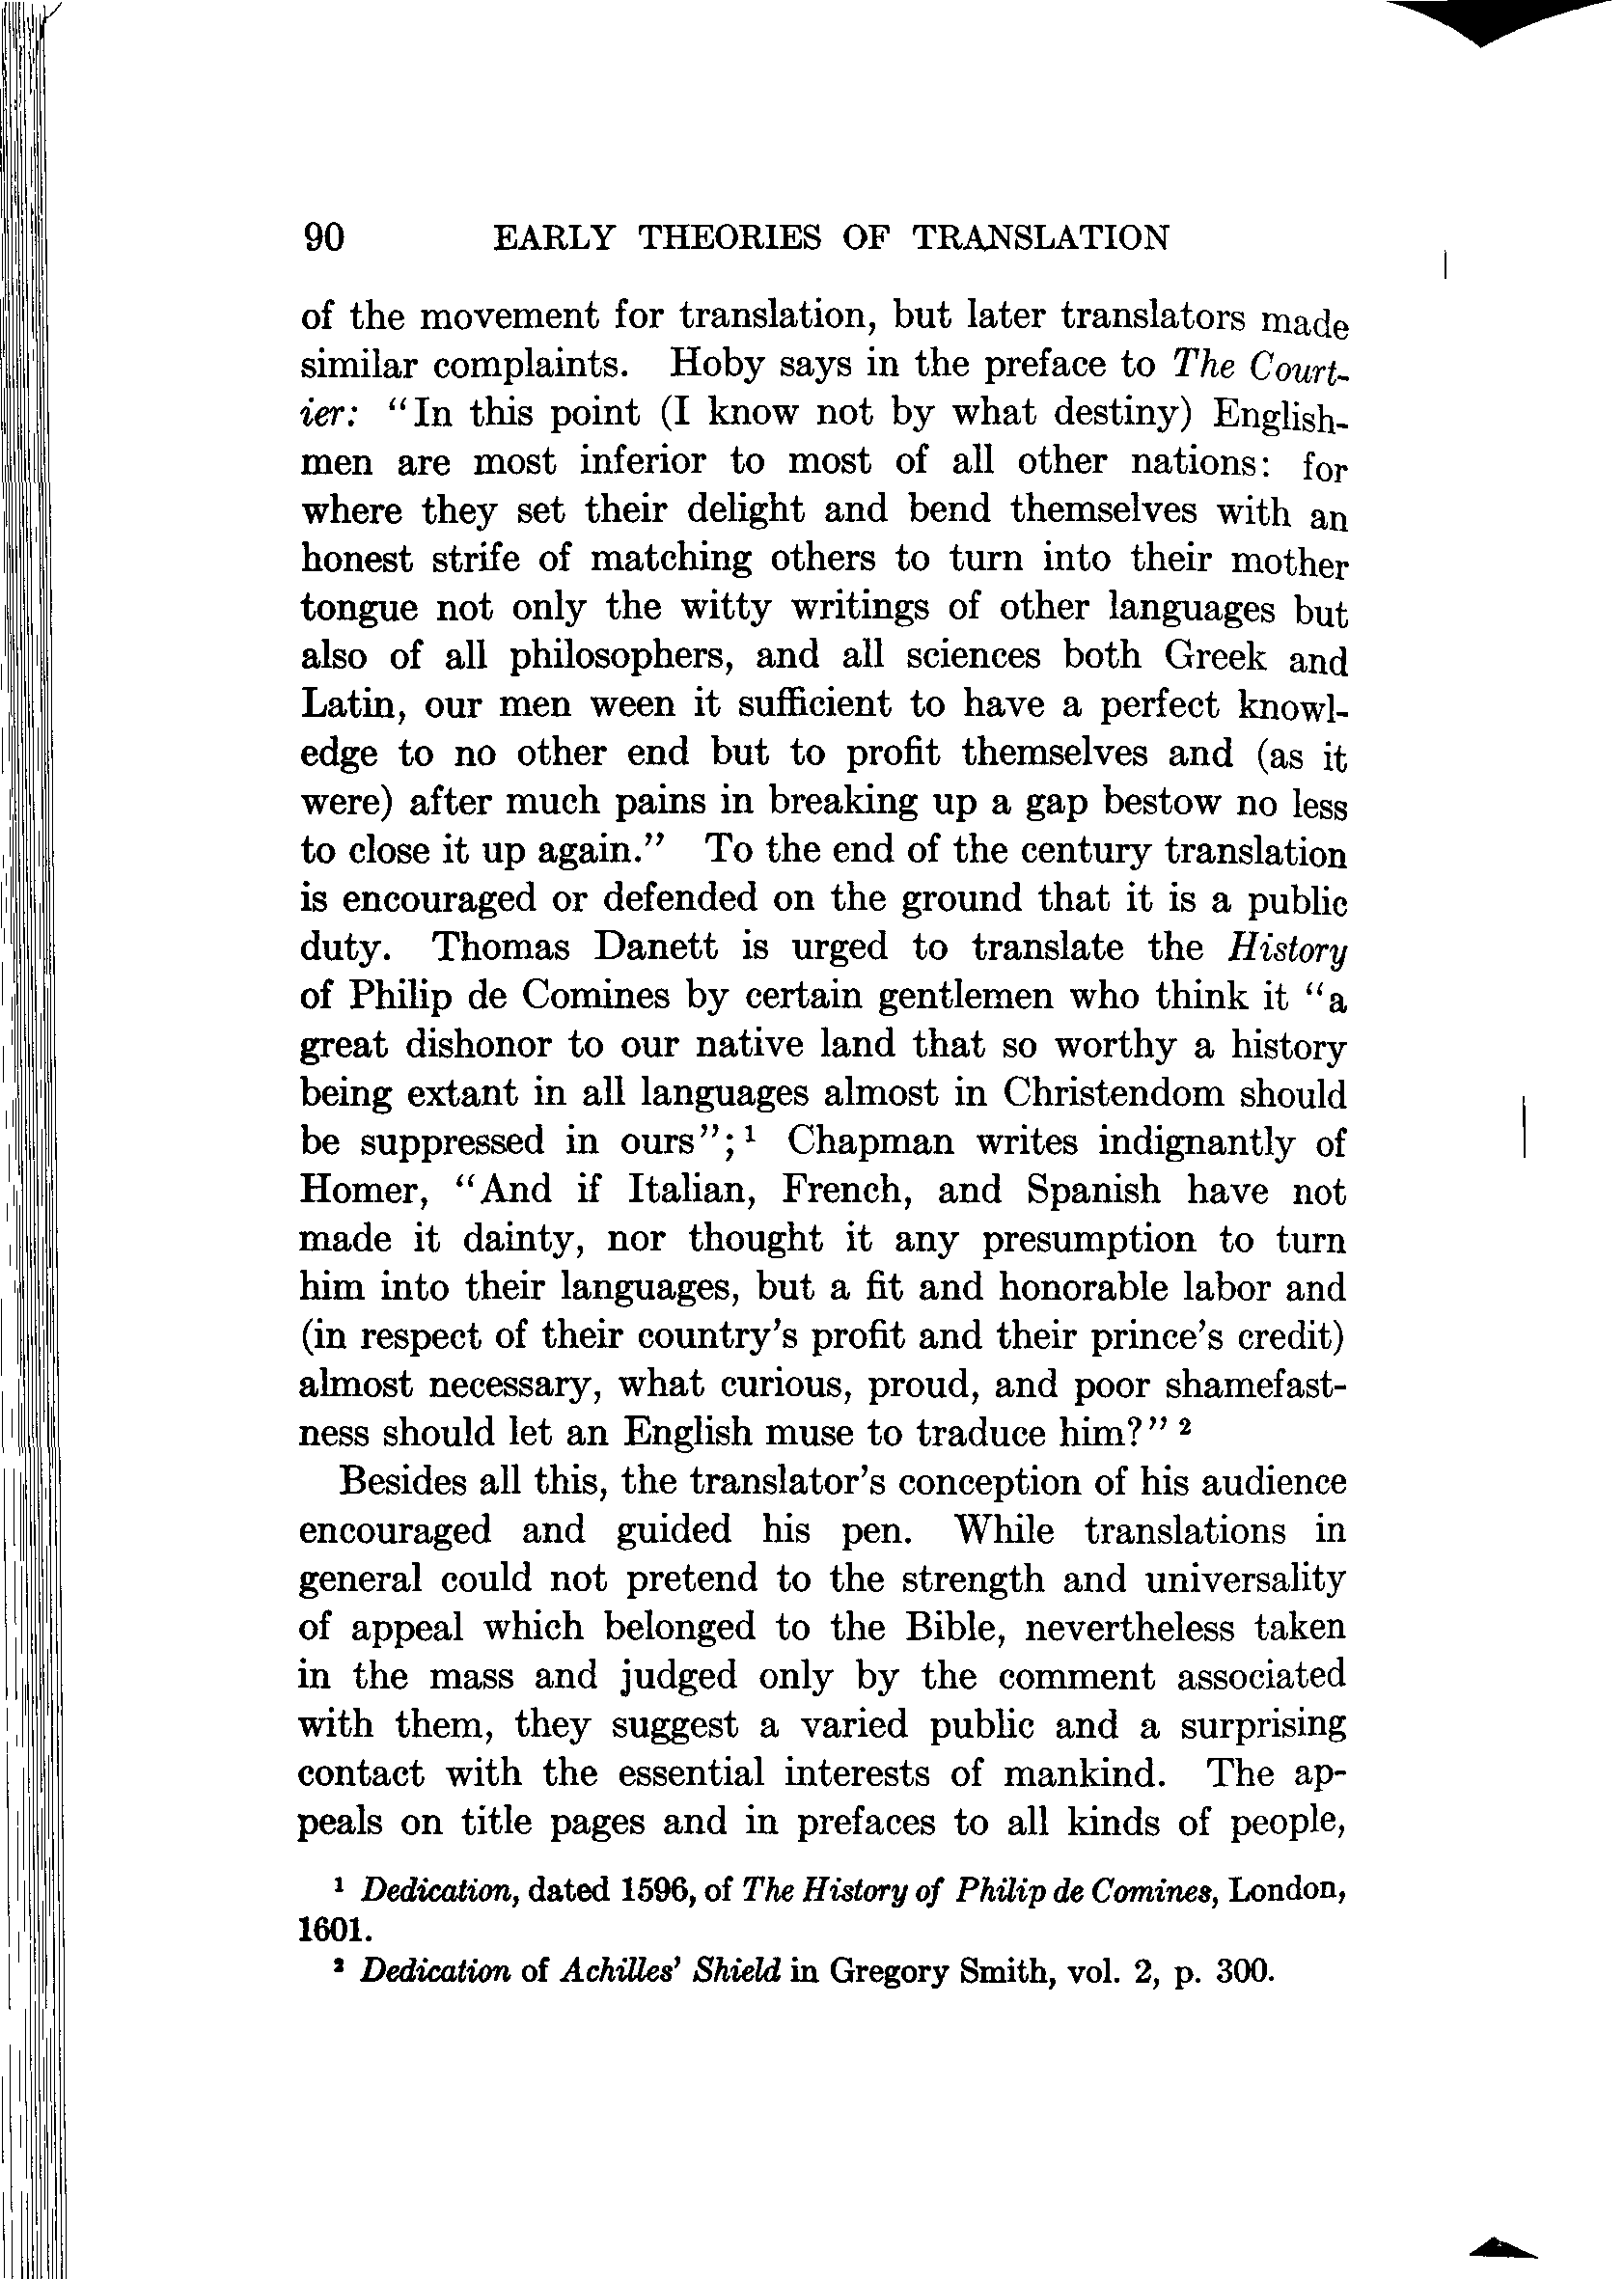 90 EARLY THEORIES OF TRANSLATION
of the movement for translation, but later translators made
similar complaints. Hoby says in the preface to The Court-
ier: "In this point (I know not by what destiny) English-
men are most inferior to most of all other nations: for
where they set their delight and bend themselves with an
honest strife of matching others to turn into their mother
tongue not only the witty writings of other languages but
also of all philosophers, and all sciences both Greek and
Latin, our men ween it sufficient to have a perfect knowl-
edge to no other end but to profit themselves and (as it
were) after much pains in breaking up a gap bestow no less
to close it up again." To the end of the century translation
is encouraged or defended on the ground that it is a public
duty. Thomas Danett is urged to translate the History
of Philip de Comines by certain gentlemen who think it "a
great dishonor to our native land that so worthy a history
being extant in all languages almost in Christendom should
be suppressed in ours";¹ Chapman writes indignantly of
Homer, "And if Italian, French, and Spanish have not
made it dainty, nor thought it any presumption to turn
him into their languages, but a fit and honorable labor and
(in respect of their country's profit and their prince's credit)
almost necessary, what curious, proud, and poor shamefast-
ness should let an English muse to traduce him?" ²
Besides all this, the translator's conception of his audience
encouraged and guided his pen. While translations in
general could not pretend to the strength and universality
of appeal which belonged to the Bible, nevertheless taken
in the mass and judged only by the comment associated
with them, they suggest a varied public and a surprising
contact with the essential interests of mankind. The ap-
peals on title pages and in prefaces to all kinds of people,
¹ Dedication, dated 1596, of The History of Philip de Comines, London,
1601.
² Dedication of Achilles' Shield in Gregory Smith, vol. 2, p. 300.